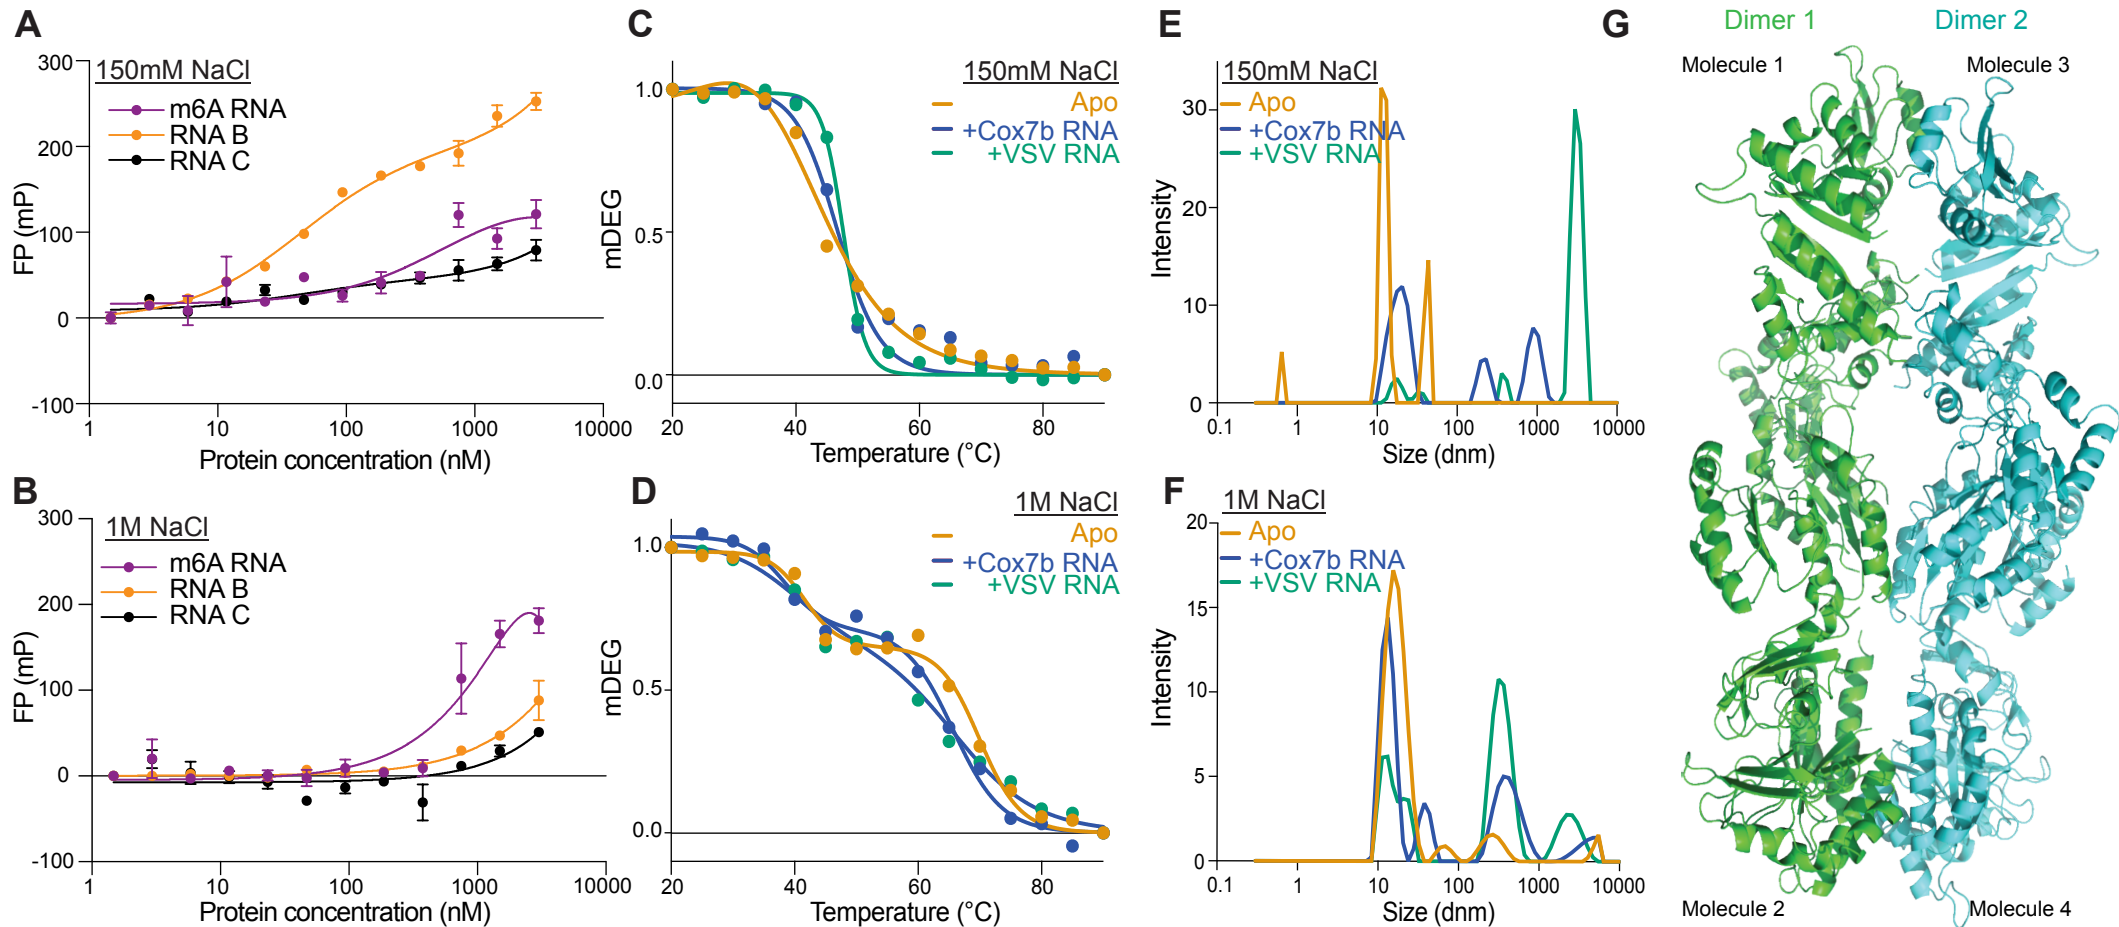 A
150mM NaCl
m6A RNA
RNA B
RNA C
300
200
100
0
-100
FP (mP)
1
10
100
1000
10000
Protein concentration (nM)
B
1M NaCl
m6A RNA
RNA B
RNA C
300
200
100
0
-100
FP (mP)
1
10
100
1000
10000
Protein concentration (nM)
C
150mM NaCl
Apo
+Cox7b RNA
+VSV RNA
1.0
0.5
0.0
mDEG
20
40
60
80
Temperature (°C)
D
1M NaCl
Apo
+Cox7b RNA
+VSV RNA
1.0
0.5
0.0
mDEG
20
40
60
80
Temperature (°C)
E
150mM NaCl
Apo
+Cox7b RNA
+VSV RNA
30
20
10
0
Intensity
0.1
1
10
100
1000
10000
Size (dnm)
F
1M NaCl
Apo
+Cox7b RNA
+VSV RNA
20
15
10
5
0
Intensity
0.1
1
10
100
1000
10000
Size (dnm)
G
Dimer 1
Dimer 2
Molecule 1
Molecule 3
Molecule 2
Molecule 4